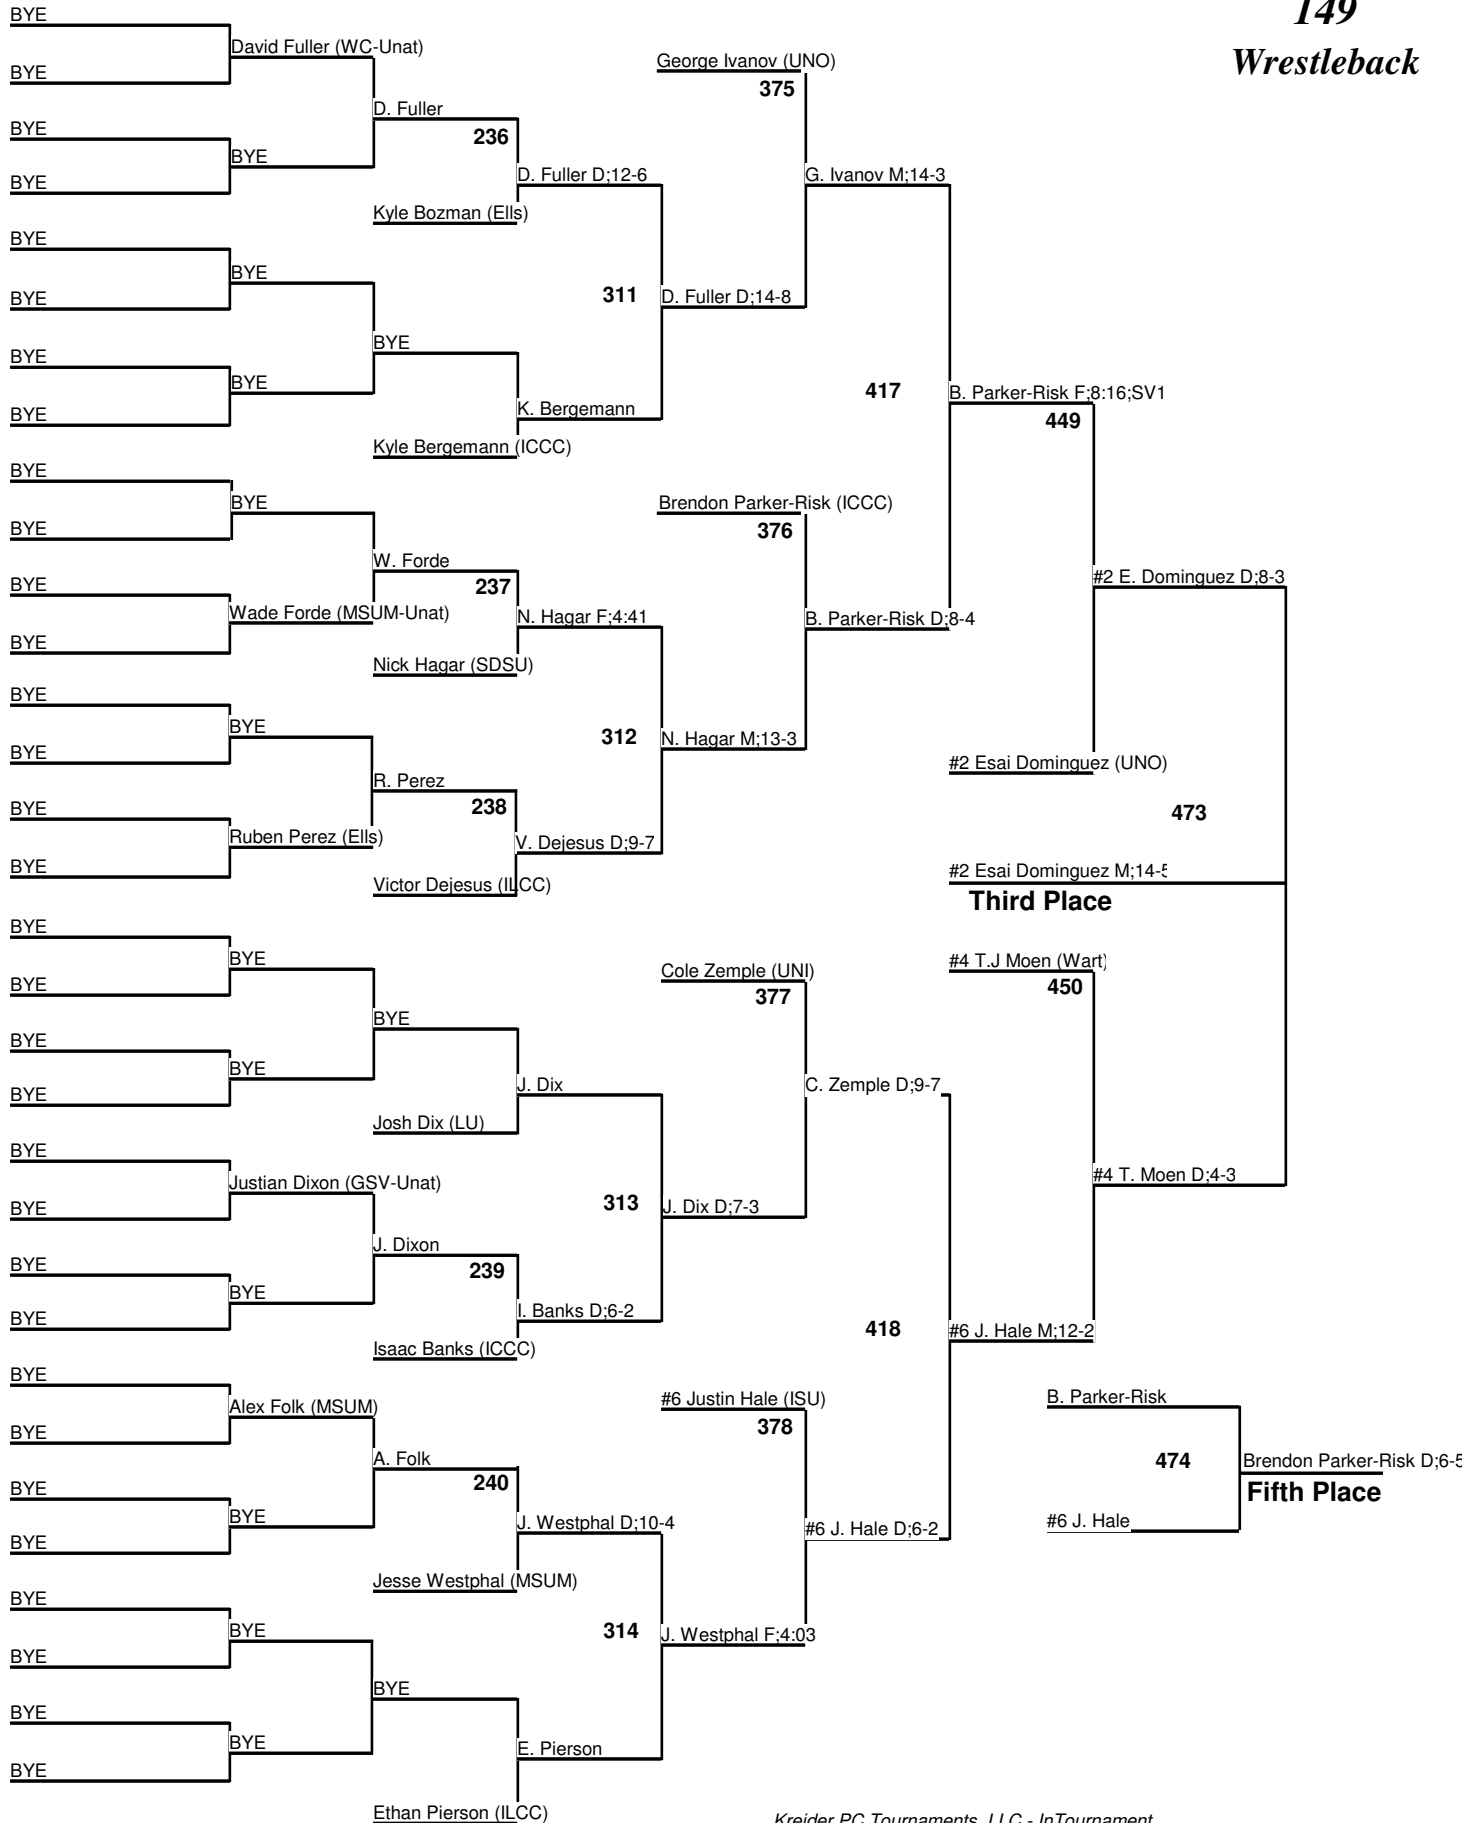 149
Wrestleback
BYE
David Fuller (WC-Unat)
BYE
George Ivanov (UNO)
375
D. Fuller
236
BYE
BYE
D. Fuller D;12-6
G. Ivanov M;14-3
BYE
Kyle Bozman (Ells)
BYE
BYE
BYE
311
D. Fuller D;14-8
BYE
BYE
BYE
BYE
417
B. Parker-Risk F;8:16;SV1
449
K. Bergemann
Kyle Bergemann (ICCC)
BYE
BYE
Brendon Parker-Risk (ICCC)
376
BYE
W. Forde
237
BYE
#2 E. Dominguez D;8-3
Wade Forde (MSUM-Unat)
N. Hagar F;4:41
B. Parker-Risk D;8-4
BYE
Nick Hagar (SDSU)
BYE
BYE
312
N. Hagar M;13-3
BYE
#2 Esai Dominguez (UNO)
R. Perez
238
BYE
473
Ruben Perez (Ells)
V. Dejesus D;9-7
BYE
#2 Esai Dominguez M;14-5
Victor Dejesus (ILCC)
Third Place
BYE
BYE
#4 T.J Moen (Wart)
450
Cole Zemple (UNI)
377
BYE
BYE
BYE
BYE
J. Dix
C. Zemple D;9-7
BYE
Josh Dix (LU)
BYE
Justian Dixon (GSV-Unat)
#4 T. Moen D;4-3
BYE
313
J. Dix D;7-3
J. Dixon
239
BYE
BYE
I. Banks D;6-2
BYE
418
#6 J. Hale M;12-2
Isaac Banks (ICCC)
BYE
Alex Folk (MSUM)
#6 Justin Hale (ISU)
378
B. Parker-Risk
BYE
A. Folk
240
474
Brendon Parker-Risk D;6-5
Fifth Place
BYE
BYE
J. Westphal D;10-4
#6 J. Hale D;6-2
#6 J. Hale
BYE
Jesse Westphal (MSUM)
BYE
BYE
314
J. Westphal F;4:03
BYE
BYE
BYE
BYE
E. Pierson
BYE
Ethan Pierson (ILCC)
Kreider PC Tournaments, LLC - InTournament